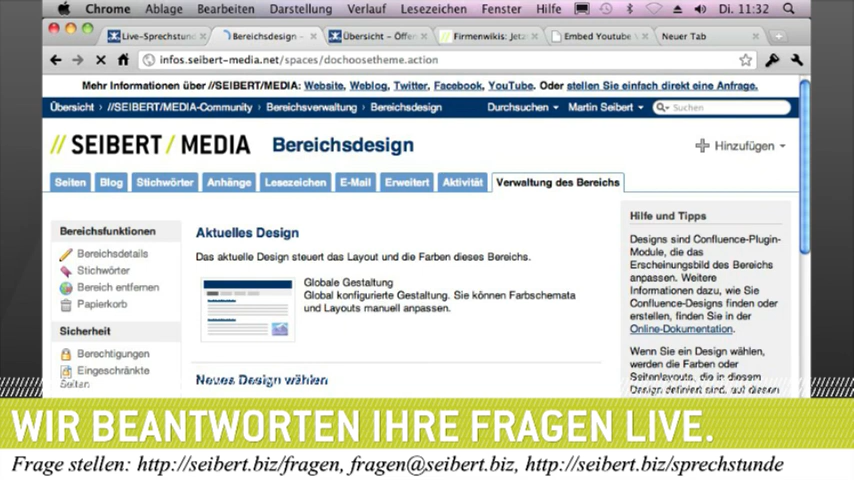 Chrome Ablage Bearbeiten Darstellung Verlauf Lesezeichen Fenster Hilfe Di. 11:32
Live-Sprechstund Bereichsdesign - Übersicht - Offen Firmenwikis: Jetz Embed Youtube Neuer Tab
infos.seibert-media.net/spaces/dochoosetheme.action
Mehr Informationen über //SEIBERT/MEDIA: Website, Weblog, Twitter, Facebook, YouTube. Oder stellen Sie einfach direkt eine Anfrage.
Übersicht › //SEIBERT/MEDIA-Community › Bereichsverwaltung › Bereichsdesign Durchsuchen Martin Seibert Suchen
// SEIBERT / MEDIA Bereichsdesign Hinzufügen
Seiten Blog Stichwörter Anhänge Lesezeichen E-Mail Erweitert Aktivität Verwaltung des Bereichs
Bereichsfunktionen
Bereichsdetails
Stichwörter
Bereich entfernen
Papierkorb
Sicherheit
Berechtigungen
Eingeschränkte
Seiten
Aktuelles Design
Das aktuelle Design steuert das Layout und die Farben dieses Bereichs.
Globale Gestaltung
Global konfigurierte Gestaltung. Sie können Farbschemata
und Layouts manuell anpassen.
Neues Design wählen
Hilfe und Tipps
Designs sind Confluence-Plugin-
Module, die das
Erscheinungsbild des Bereichs
anpassen. Weitere
Informationen dazu, wie Sie
Confluence-Designs finden oder
erstellen, finden Sie in der
Online-Dokumentation.
Wenn Sie ein Design wählen,
werden die Farben oder
Seitenlayouts, die in diesem
Design definiert sind, auf diesen
WIR BEANTWORTEN IHRE FRAGEN LIVE.
Frage stellen: http://seibert.biz/fragen, fragen@seibert.biz, http://seibert.biz/sprechstunde